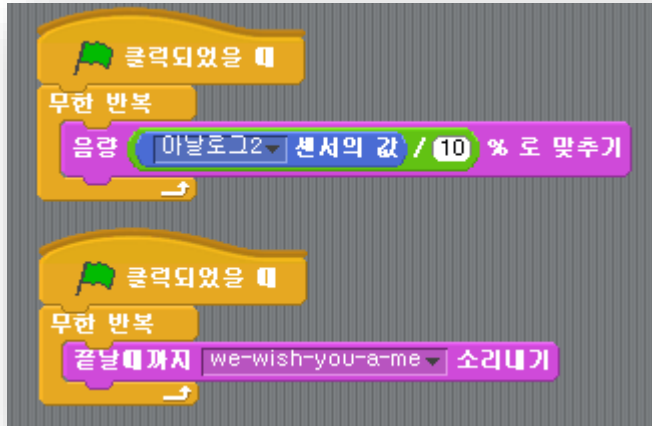 클릭되었을 때
무한 반복
음량 아날로그2 센서의 값 / 10 % 로 맞추기
클릭되었을 때
무한 반복
끝날때까지 we-wish-you-a-me 소리내기